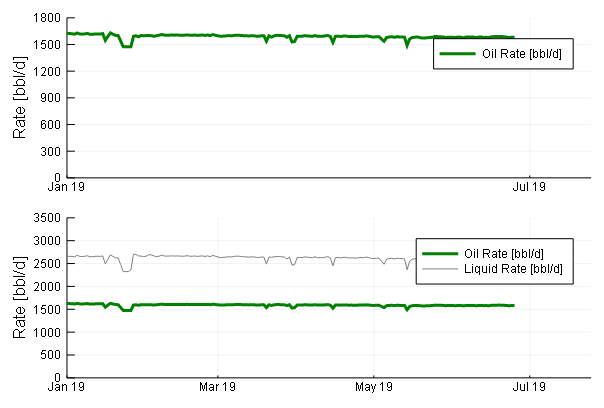 1800
1500
1200
900
600
300
0
Rate [bbl/d]
Oil Rate [bbl/d]
Jan 19
Jul 19
3500
3000
2500
2000
1500
1000
500
0
Rate [bbl/d]
Oil Rate [bbl/d]
Liquid Rate [bbl/d]
Jan 19
Mar 19
May 19
Jul 19